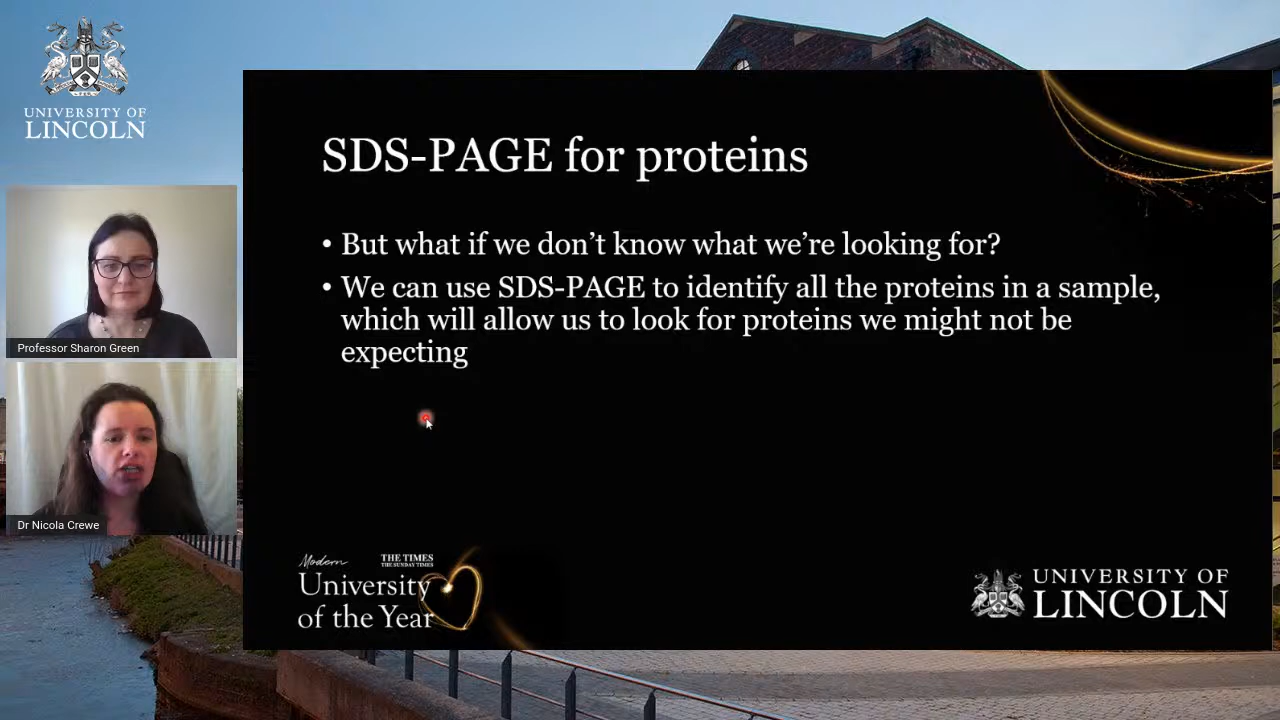 UNIVERSITY OF
LINCOLN
Professor Sharon Green
Dr Nicola Crewe
SDS-PAGE for proteins
• But what if we don’t know what we’re looking for?
• We can use SDS-PAGE to identify all the proteins in a sample,
which will allow us to look for proteins we might not be
expecting
Modern
THE TIMES
THE SUNDAY TIMES
University
of the Year
UNIVERSITY OF
LINCOLN